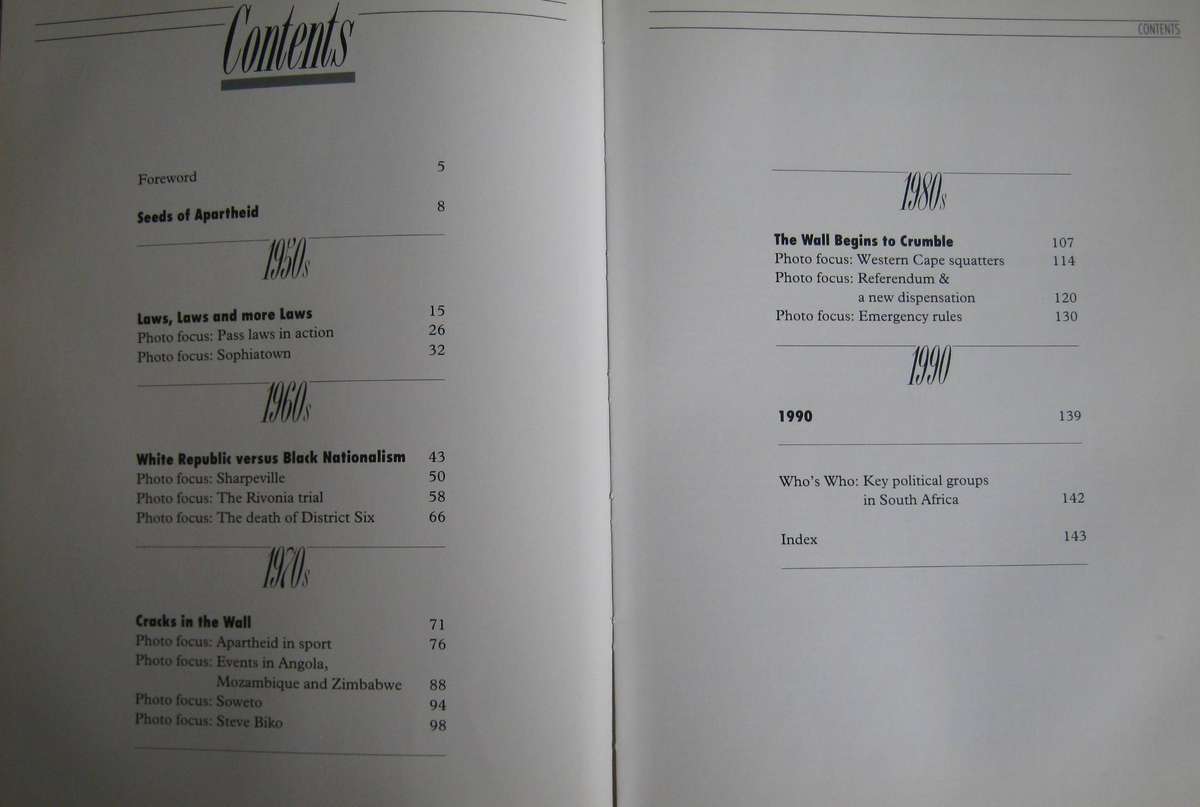 Contents
Foreword 5
Seeds of Apartheid 8
1950s
Laws, Laws and more Laws 15
Photo focus: Pass laws in action 26
Photo focus: Sophiatown 32
1960s
White Republic versus Black Nationalism 43
Photo focus: Sharpeville 50
Photo focus: The Rivonia trial 58
Photo focus: The death of District Six 66
1970s
Cracks in the Wall 71
Photo focus: Apartheid in sport 76
Photo focus: Events in Angola,
Mozambique and Zimbabwe 88
Photo focus: Soweto 94
Photo focus: Steve Biko 98
CONTENTS
1980s
The Wall Begins to Crumble 107
Photo focus: Western Cape squatters 114
Photo focus: Referendum &
a new dispensation 120
Photo focus: Emergency rules 130
1990
1990 139
Who's Who: Key political groups
in South Africa 142
Index 143